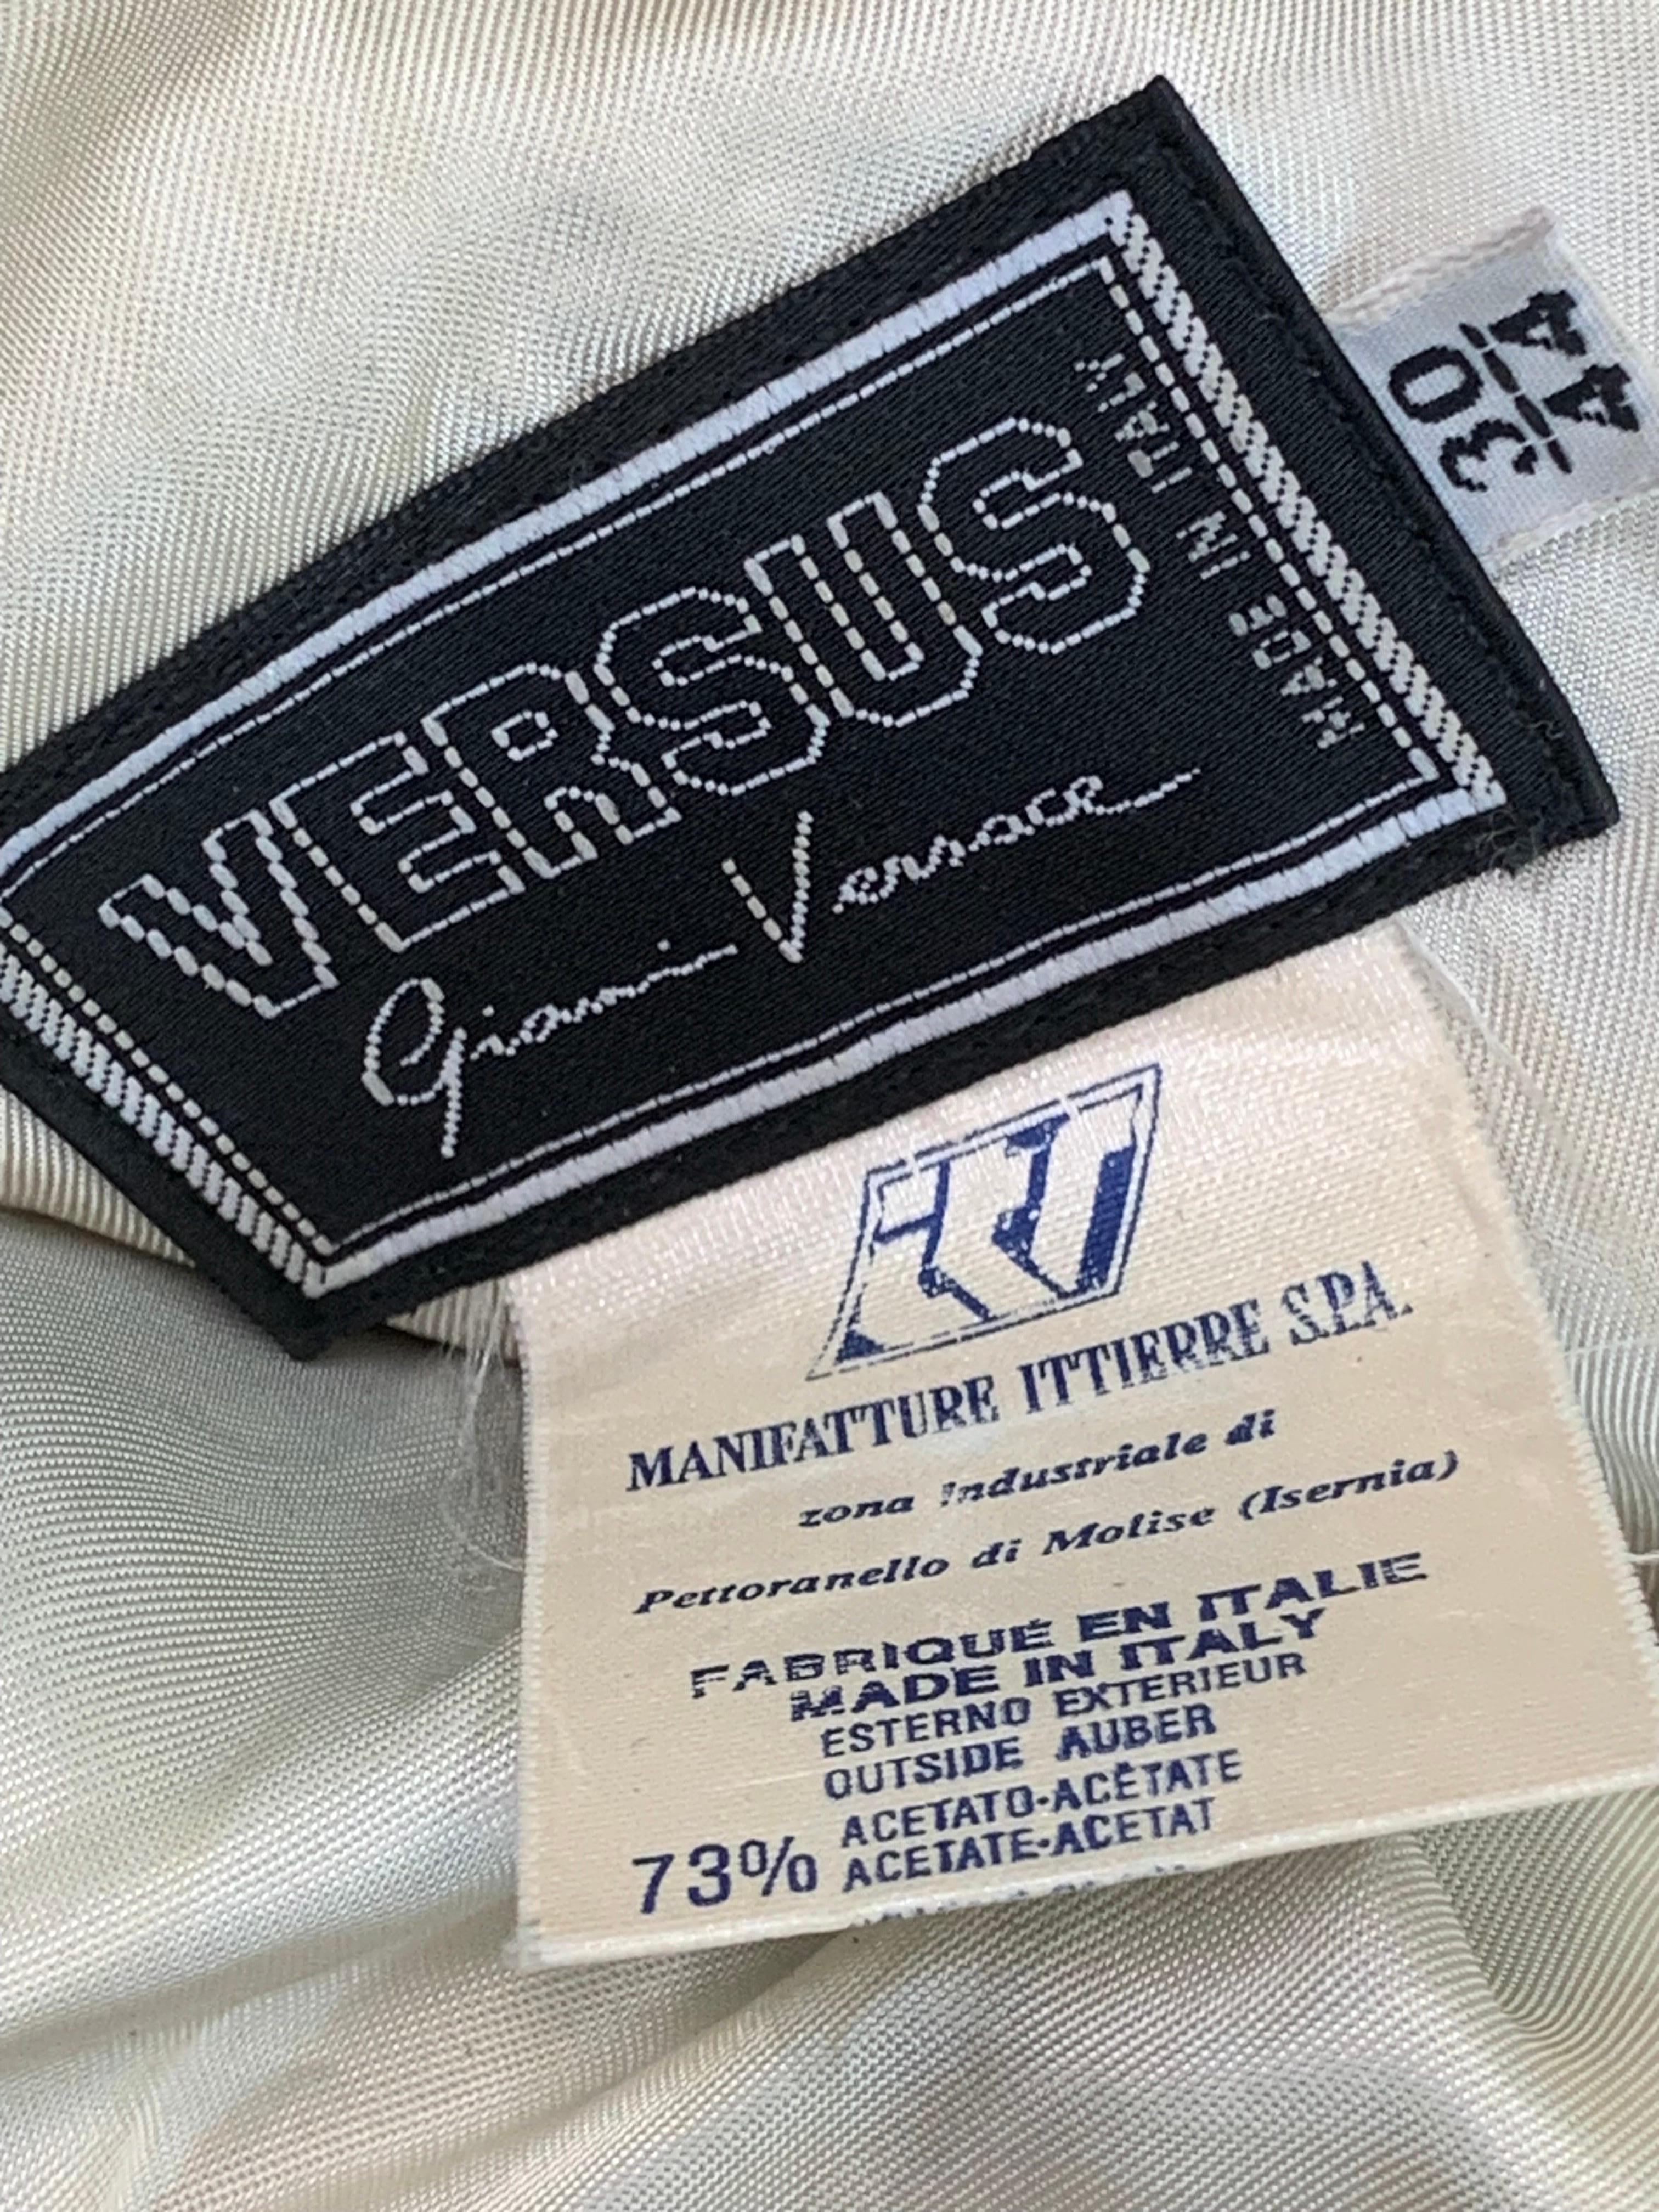 VERSUS
Gianni Versace
MADE IN ITALY
30
44
MANIFATTURE ITTIERRE S.P.A.
zona industriale di
Pettoranello di Molise (Isernia)
FABRIQUÉ EN ITALIE
MADE IN ITALY
ESTERNO EXTERIEUR
OUTSIDE AUBER
ACETATO-ACÉTATE
73% ACETATE-ACETAT